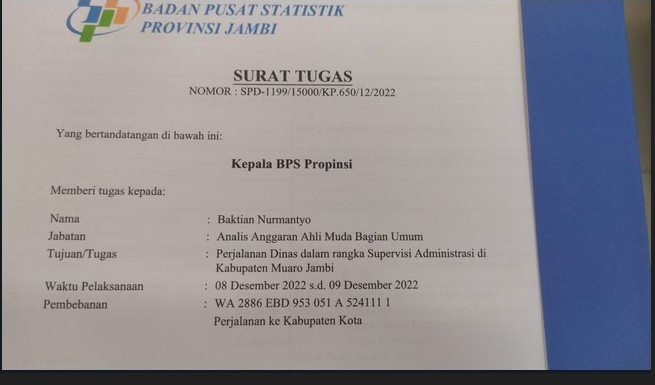 BADAN PUSAT STATISTIK
PROVINSI JAMBI
SURAT TUGAS
NOMOR : SPD-1199/15000/KP.650/12/2022
Yang bertandatangan di bawah ini:
Kepala BPS Propinsi
Memberi tugas kepada:
Nama : Baktian Nurmantyo
Jabatan : Analis Anggaran Ahli Muda Bagian Umum
Tujuan/Tugas : Perjalanan Dinas dalam rangka Supervisi Administrasi di
Kabupaten Muaro Jambi
Waktu Pelaksanaan : 08 Desember 2022 s.d. 09 Desember 2022
Pembebanan : WA 2886 EBD 953 051 A 524111 1
Perjalanan ke Kabupaten Kota